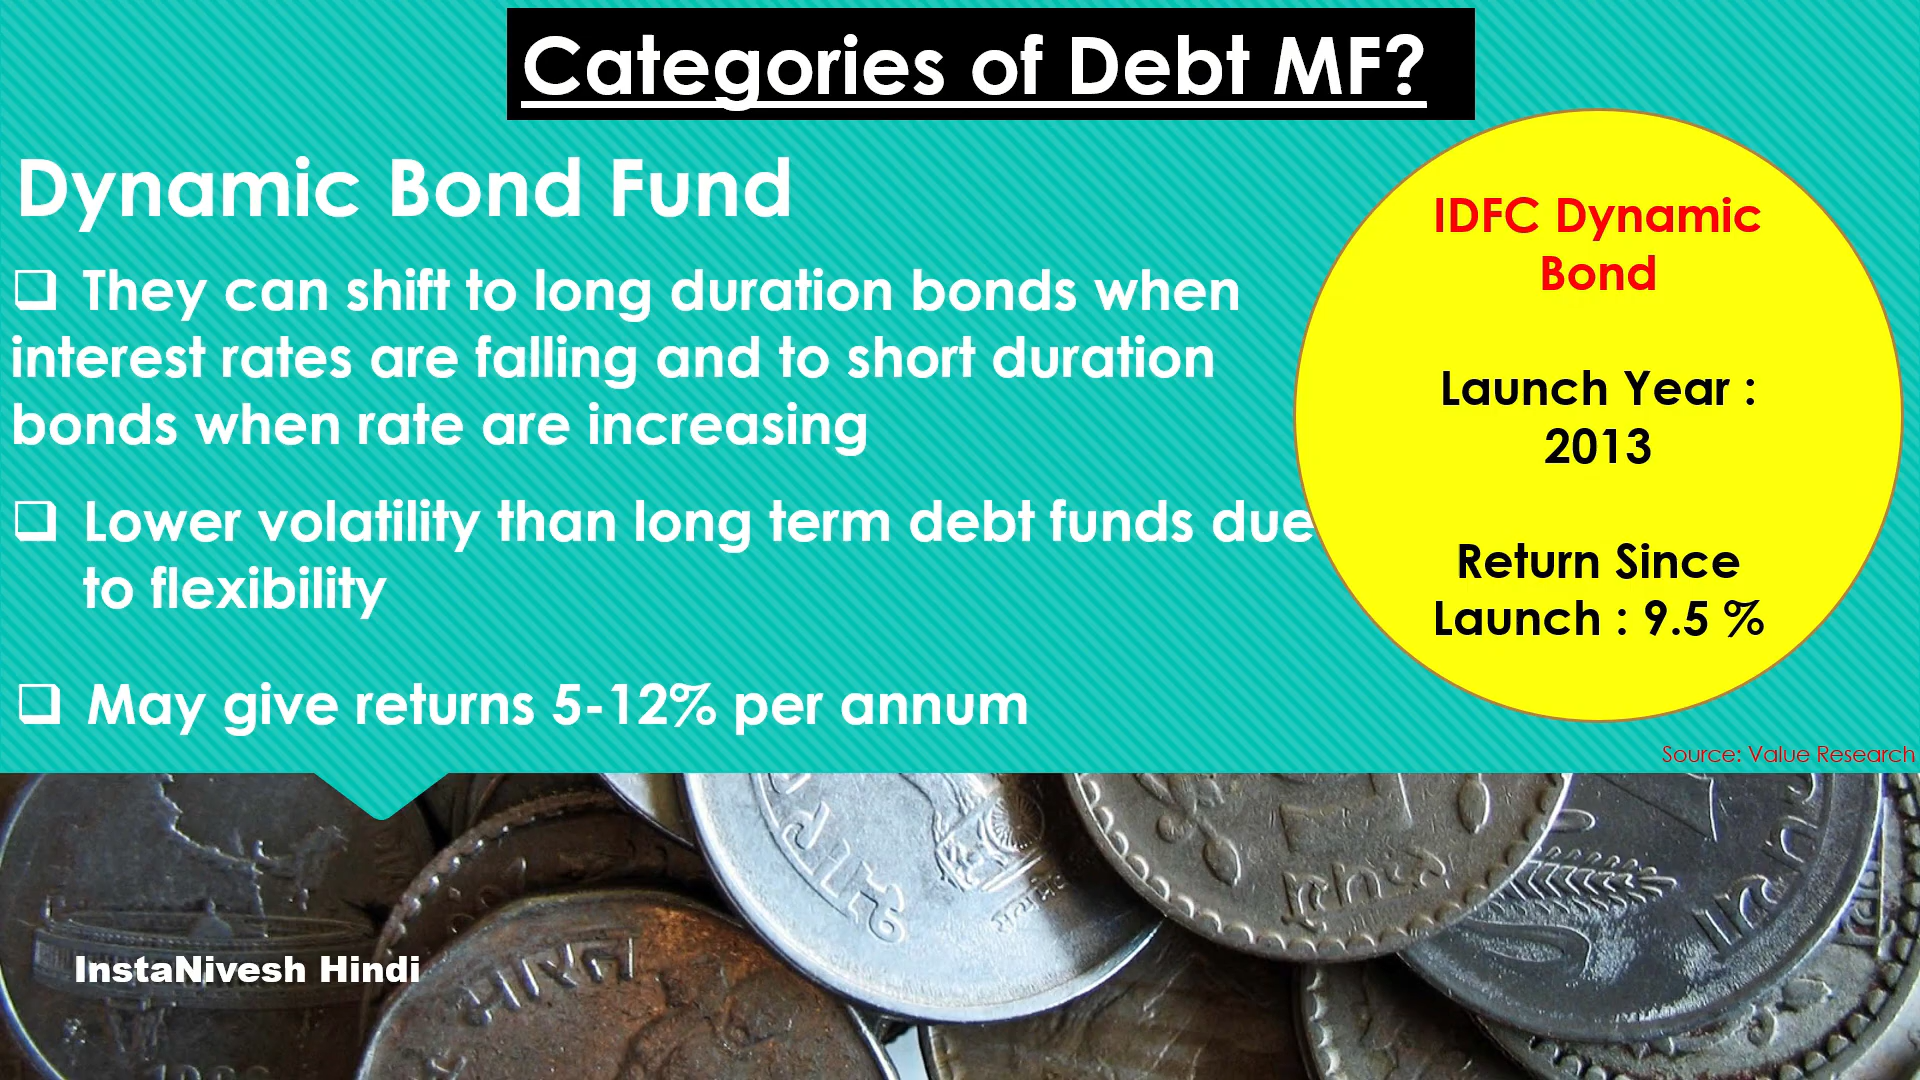 Categories of Debt MF?
Dynamic Bond Fund
They can shift to long duration bonds when
interest rates are falling and to short duration
bonds when rate are increasing
Lower volatility than long term debt funds due
to flexibility
May give returns 5-12% per annum
IDFC Dynamic
Bond
Launch Year :
2013
Return Since
Launch : 9.5 %
Source: Value Research
InstaNivesh Hindi
भारत